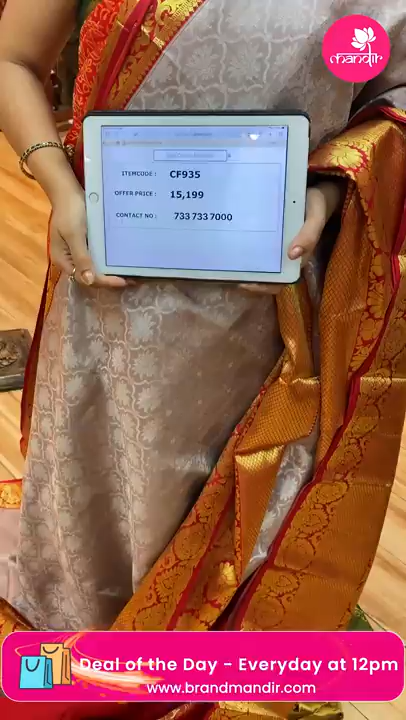 mandir
ITEMCODE : CF935
OFFER PRICE : 15,199
CONTACT NO : 733 733 7000
Deal of the Day - Everyday at 12pm
www.brandmandir.com